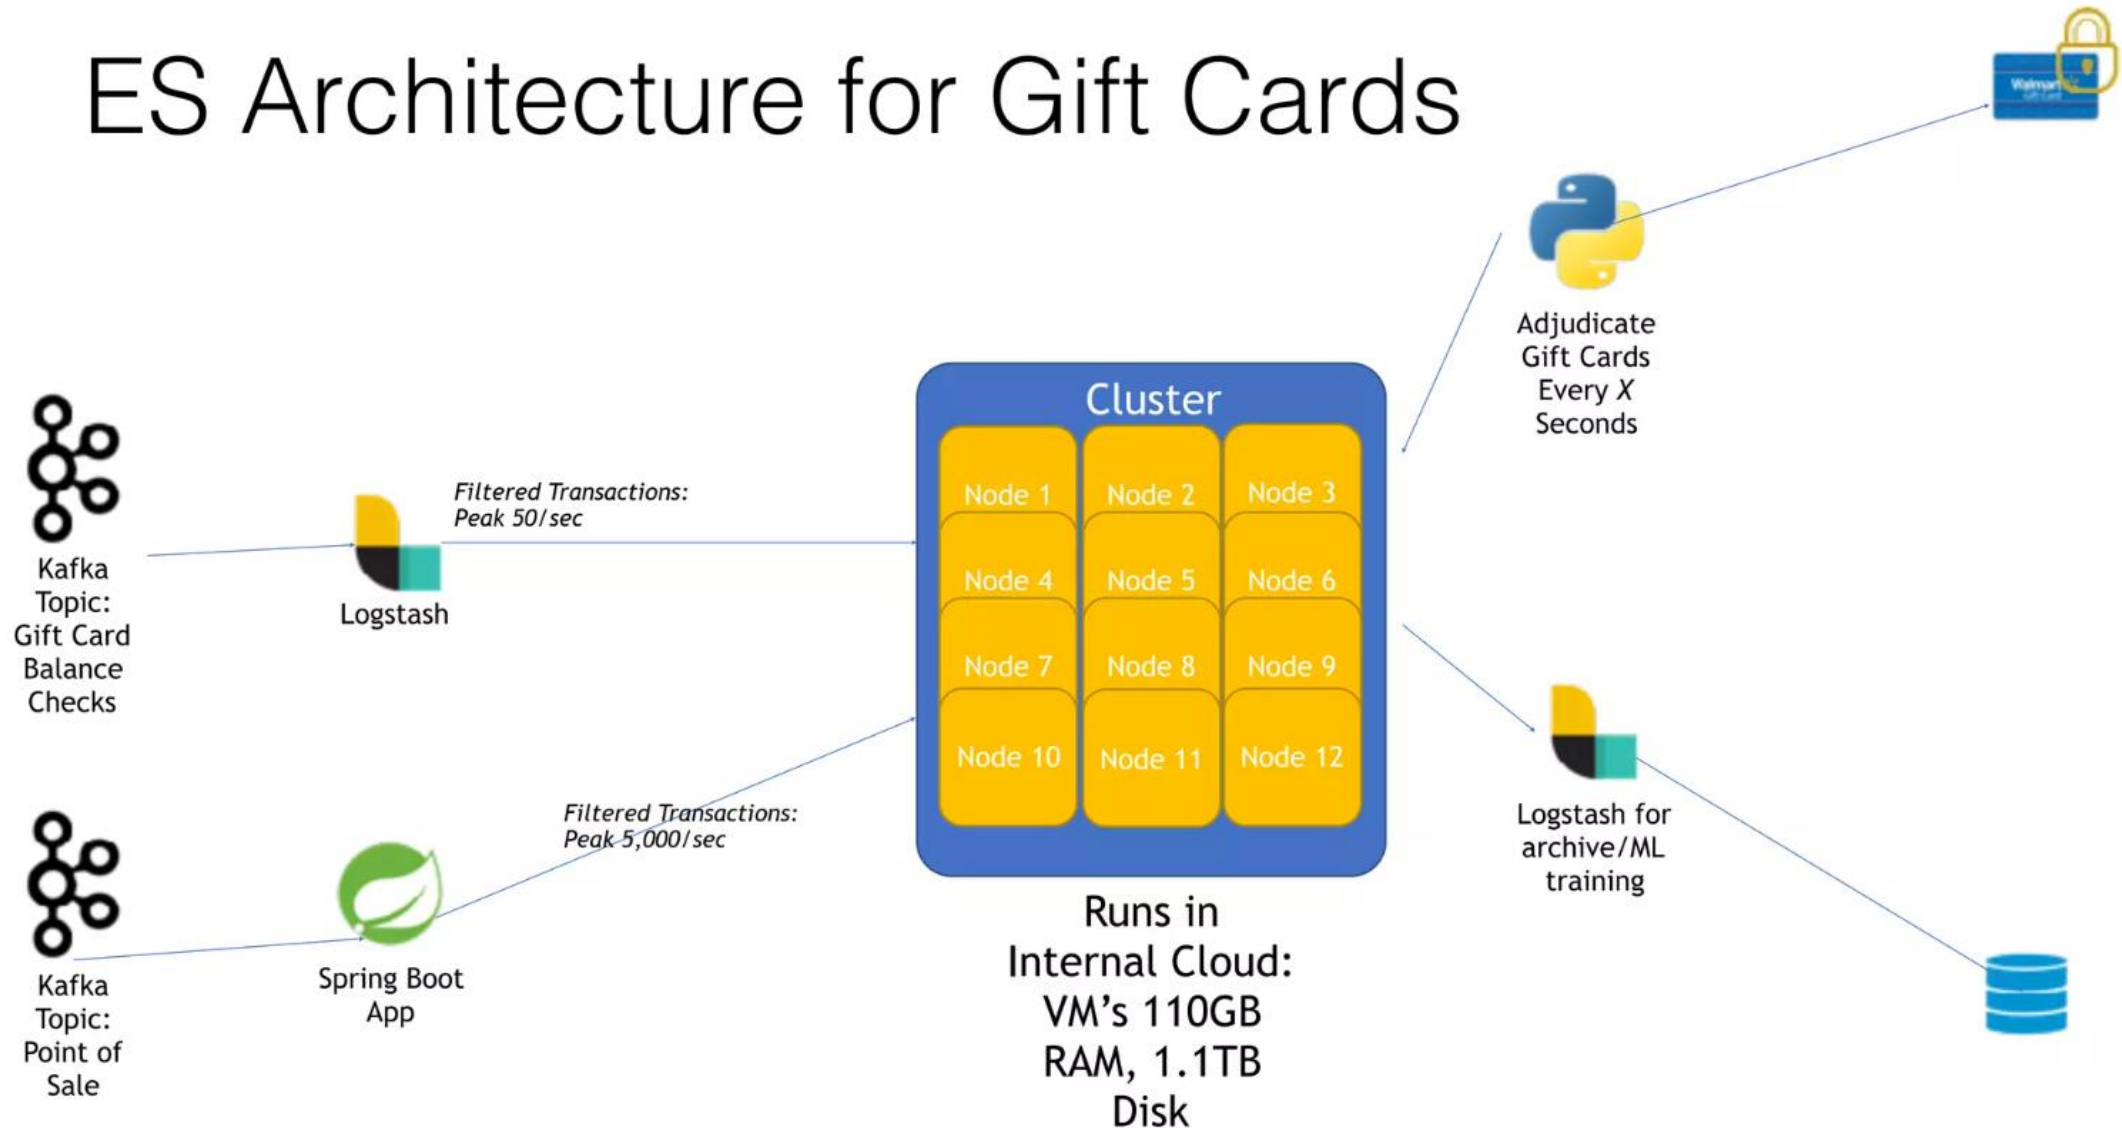 ES Architecture for Gift Cards
Walmart
Gift Card
Adjudicate
Gift Cards
Every X
Seconds
Cluster
Node 1
Node 2
Node 3
Node 4
Node 5
Node 6
Node 7
Node 8
Node 9
Node 10
Node 11
Node 12
Filtered Transactions:
Peak 50/sec
Kafka
Topic:
Gift Card
Balance
Checks
Logstash
Filtered Transactions:
Peak 5,000/sec
Kafka
Topic:
Point of
Sale
Spring Boot
App
Runs in
Internal Cloud:
VM's 110GB
RAM, 1.1TB
Disk
Logstash for
archive/ML
training